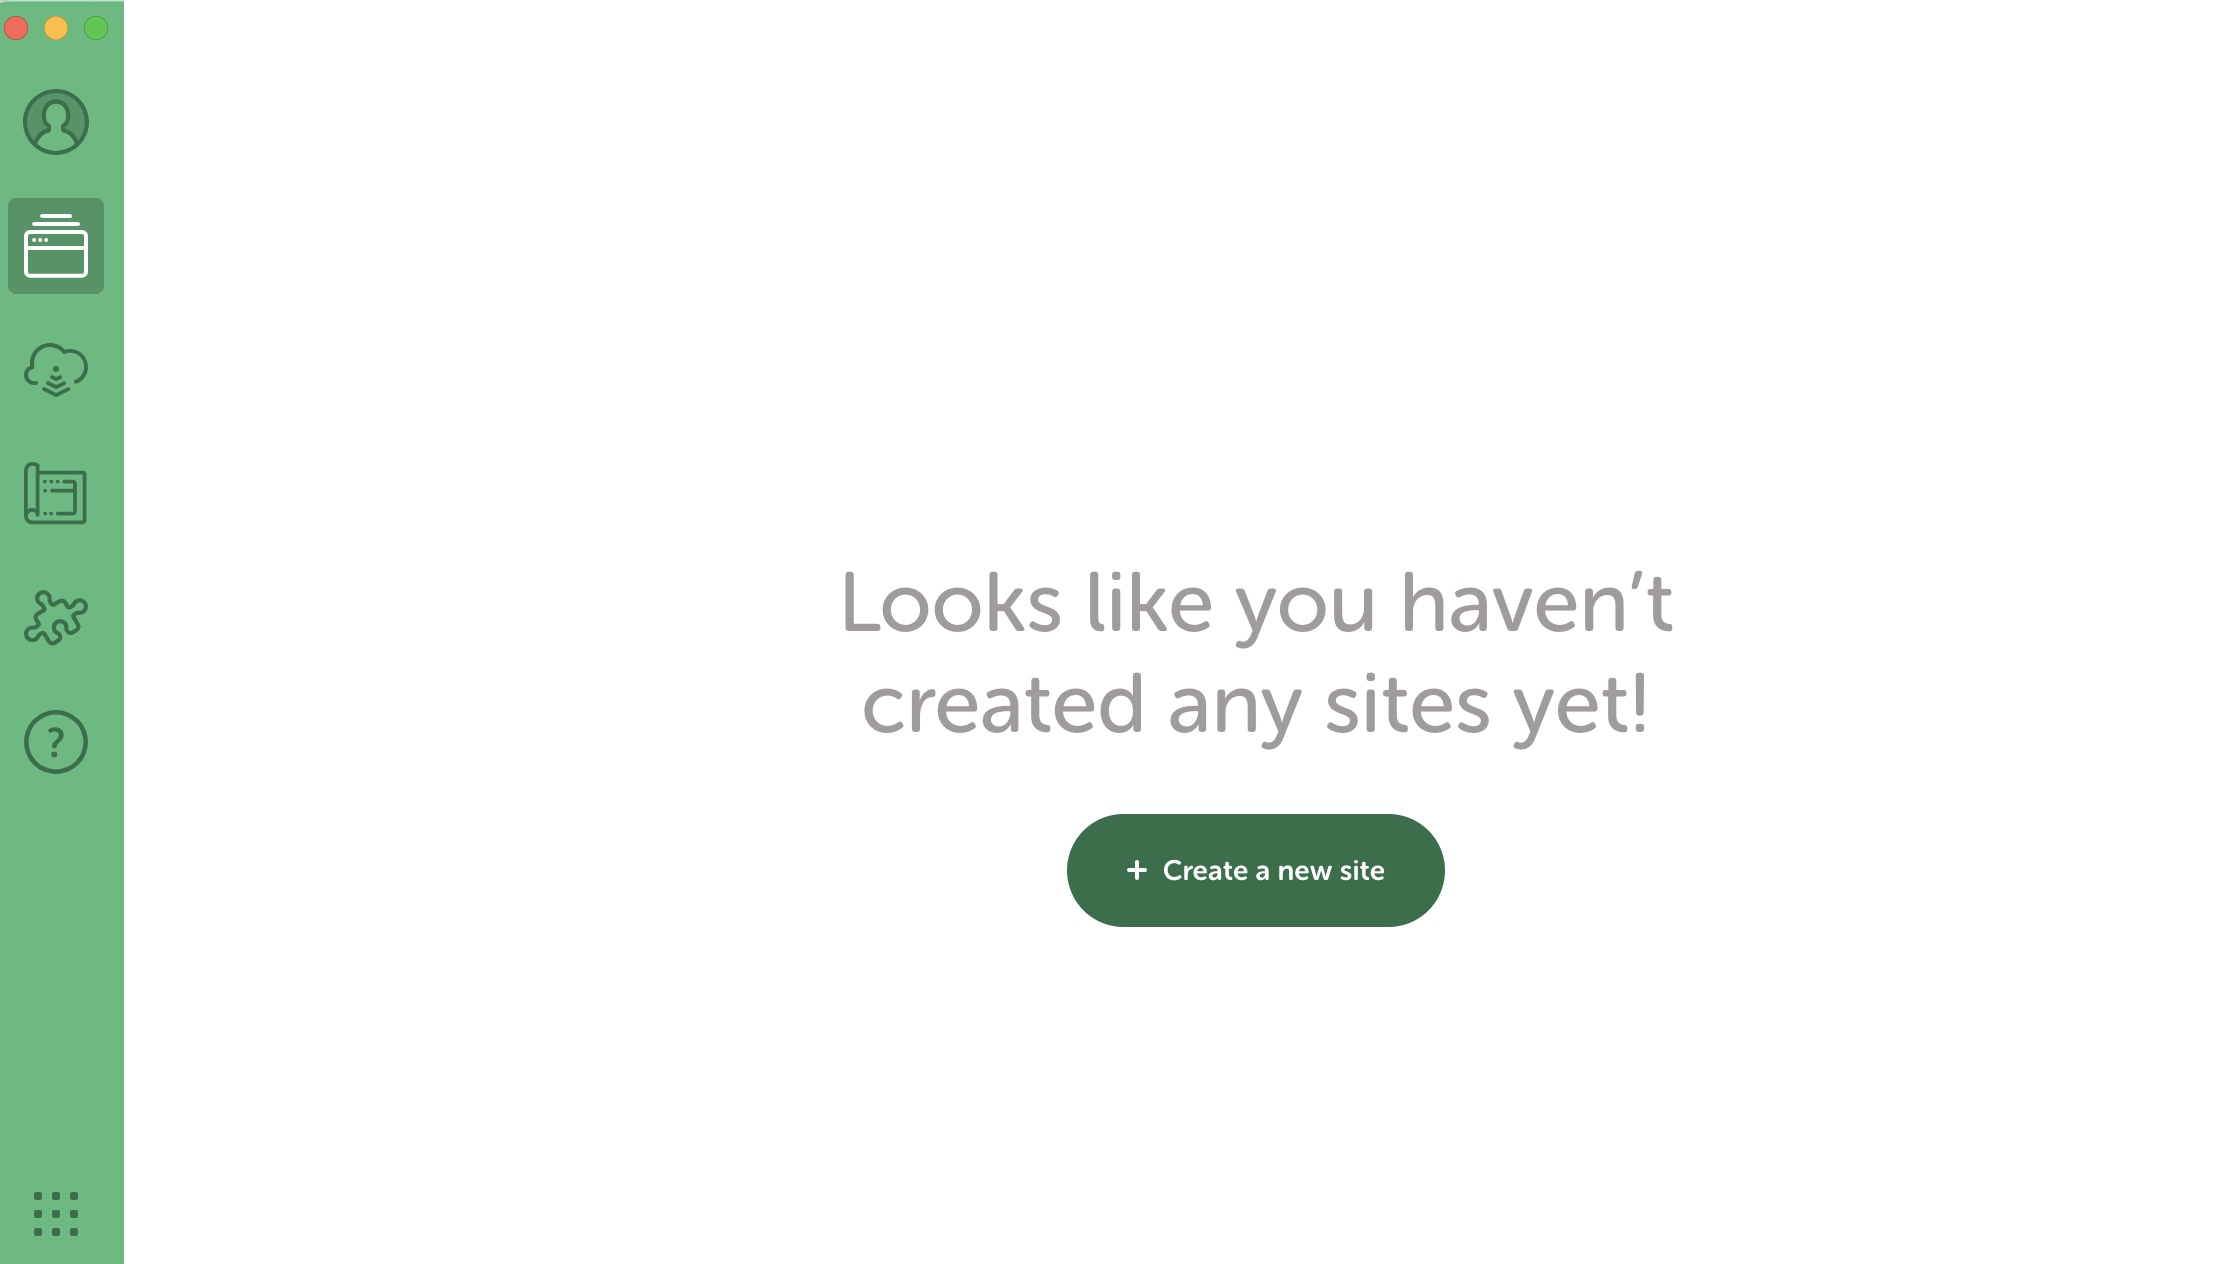 Looks like you haven’t
created any sites yet!
+ Create a new site
?